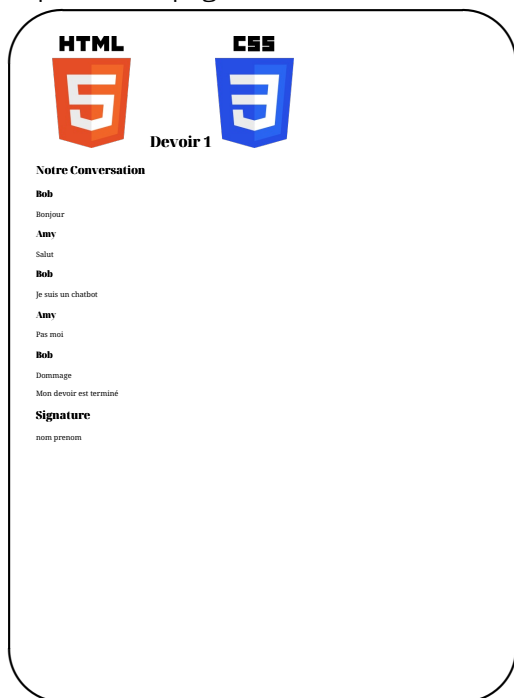 HTML CSS
Devoir 1
Notre Conversation
Bob
Bonjour
Amy
Salut
Bob
Je suis un chatbot
Amy
Pas moi
Bob
Dommage
Mon devoir est terminé
Signature
nom prenom